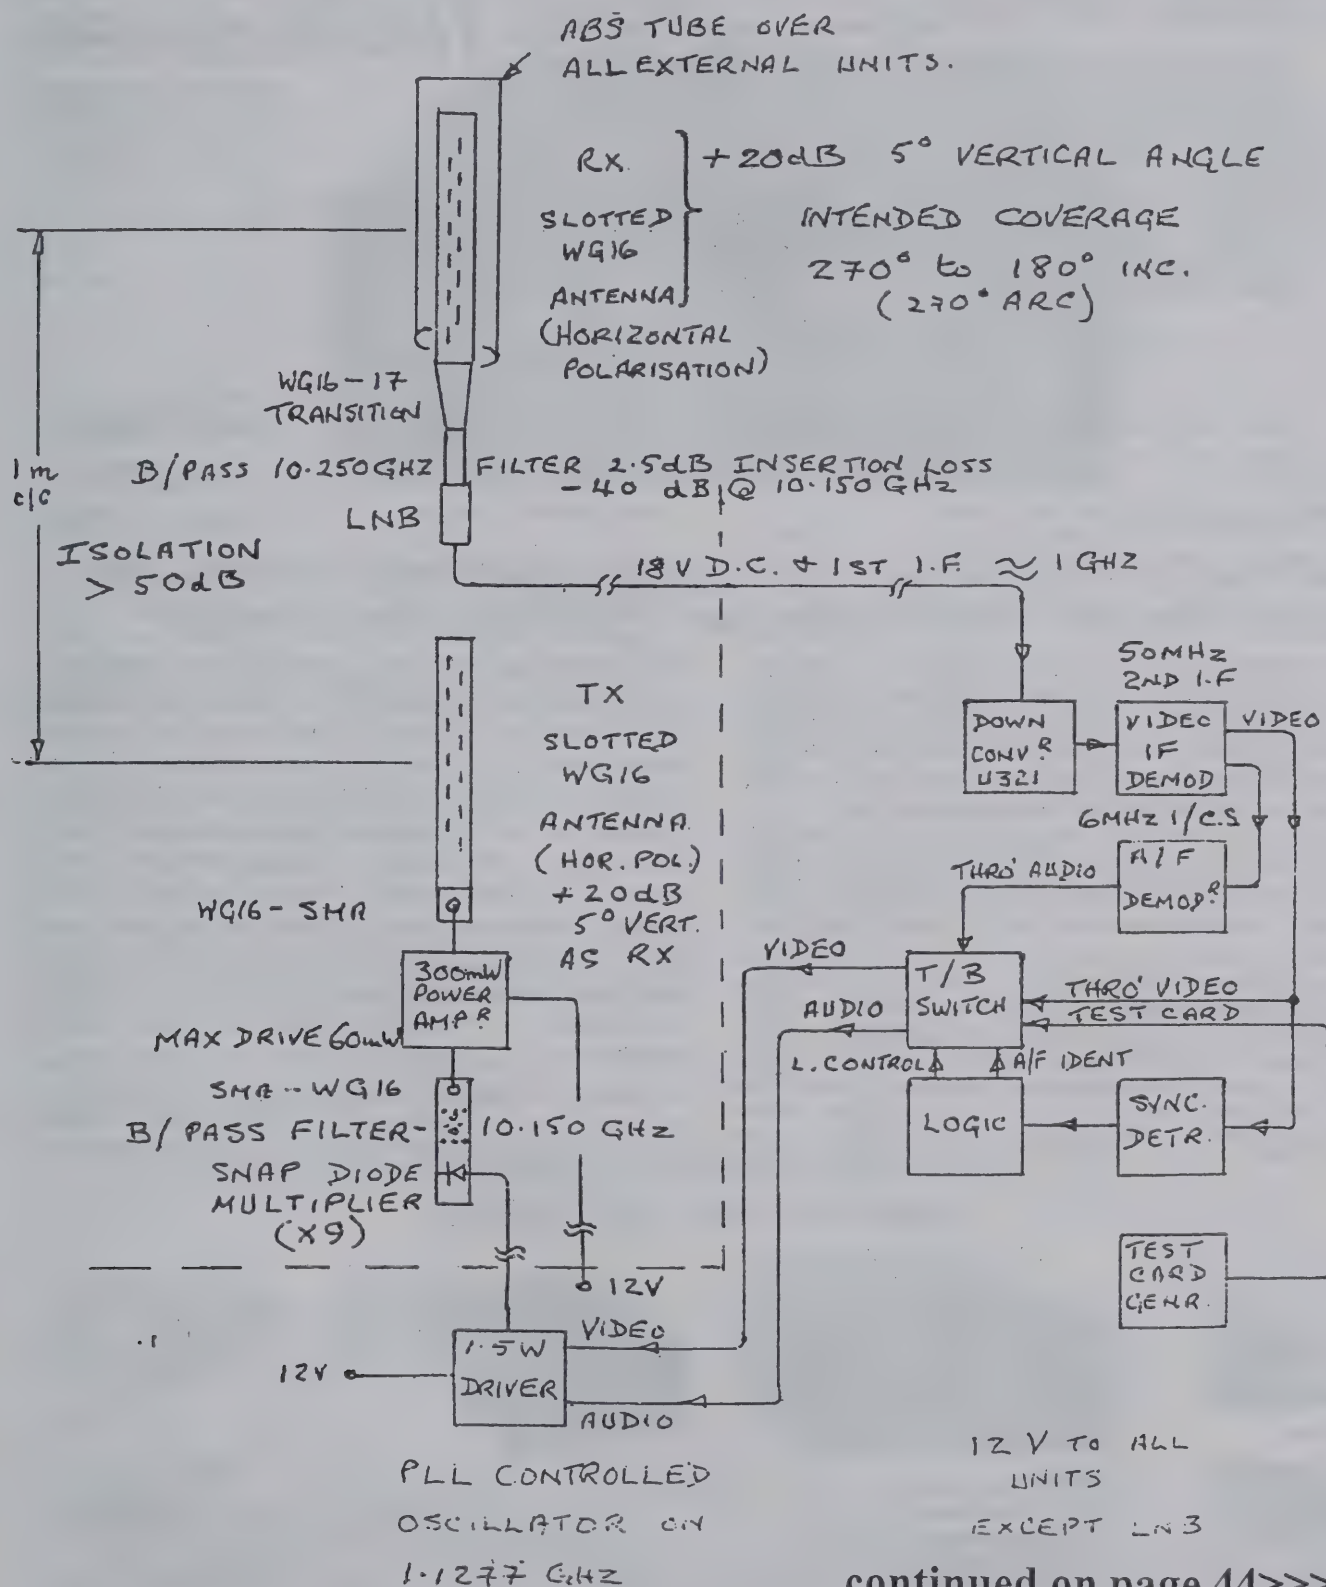 ABS TUBE OVER
ALL EXTERNAL UNITS.
RX
SLOTTED
WG16
ANTENNA
(HORIZONTAL
POLARISATION)
+20dB 5° VERTICAL ANGLE
INTENDED COVERAGE
270° to 180° INC.
(270° ARC)
WG16-17
TRANSITION
1m
c/c
B/PASS 10.250GHZ
FILTER 2.5dB INSERTION LOSS
-40 dB @ 10.150GHZ
LNB
ISOLATION
> 50dB
18V D.C. + 1ST I.F. ≈ 1GHZ
TX
SLOTTED
WG16
ANTENNA
(HOR. POL.)
+20dB
5° VERT.
AS RX
50MHZ
2ND I.F
DOWN
CONVR
U321
VIDEO
IF
DEMOD
VIDEO
6MHZ I/C.S
A/F
DEMODR
THRO' AUDIO
WG16-SMA
300mW
POWER
AMPR
MAX DRIVE 60mW
SMA--WG16
B/PASS FILTER-
10.150 GHZ
SNAP DIODE
MULTIPLIER
(X9)
VIDEO
AUDIO
T/B
SWITCH
THRO' VIDEO
TEST CARD
L. CONTROL
A/F IDENT
LOGIC
SYNC.
DETR.
TEST
CARD
GENR.
12V
VIDEO
12V
1.5W
DRIVER
AUDIO
PLL CONTROLLED
OSCILLATOR ON
1.1277 GHZ
12 V TO ALL
UNITS
EXCEPT LNB
continued on page 44>>>